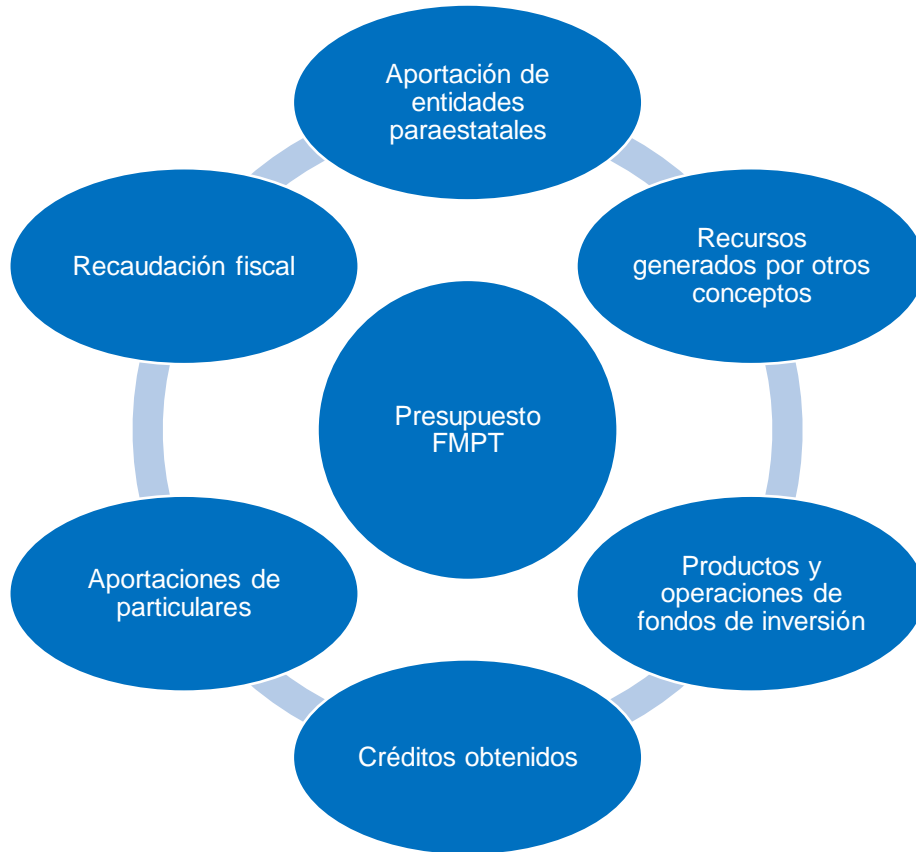 Aportación de
entidades
paraestatales
Recursos
generados por otros
conceptos
Productos y
operaciones de
fondos de inversión
Créditos obtenidos
Aportaciones de
particulares
Recaudación fiscal
Presupuesto
FMPT